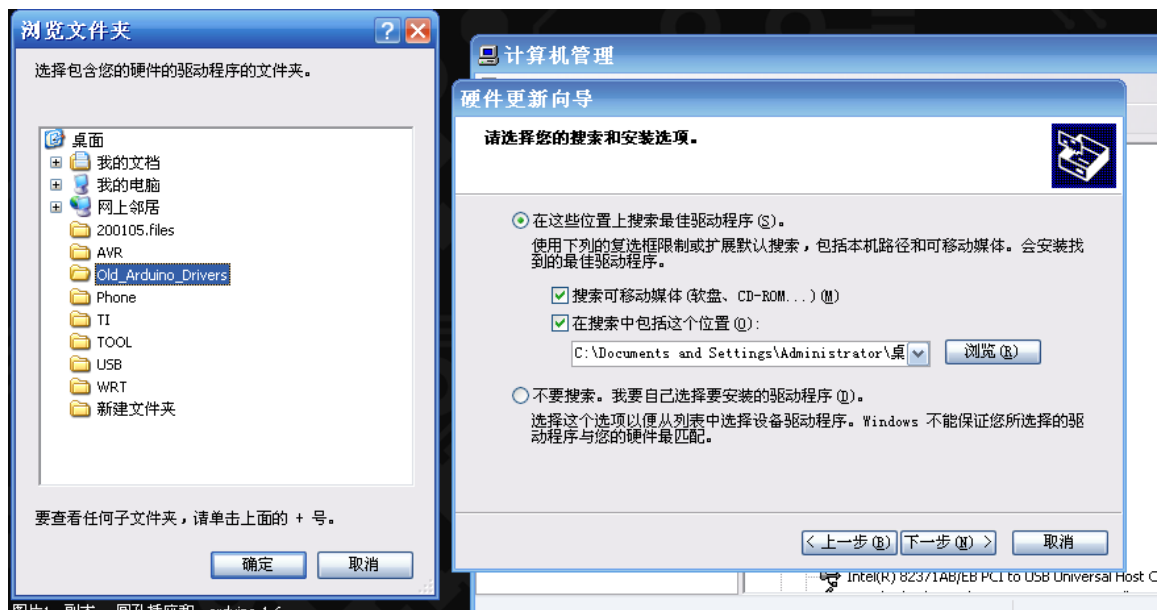 浏览文件夹
选择包含您的硬件的驱动程序的文件夹。
桌面
我的文档
我的电脑
网上邻居
200105.files
AVR
Old_Arduino_Drivers
Phone
TI
TOOL
USB
WRT
新建文件夹
要查看任何子文件夹，请单击上面的 + 号。
确定
取消
计算机管理
硬件更新向导
请选择您的搜索和安装选项。
在这些位置上搜索最佳驱动程序(S)。
使用下列的复选框限制或扩展默认搜索，包括本机路径和可移动媒体。会安装找
到的最佳驱动程序。
搜索可移动媒体(软盘、CD-ROM...)(M)
在搜索中包括这个位置(O):
C:\Documents and Settings\Administrator\桌
浏览(R)
不要搜索。我要自己选择要安装的驱动程序(D)。
选择这个选项以便从列表中选择设备驱动程序。Windows 不能保证您所选择的驱
动程序与您的硬件最匹配。
< 上一步(B)
下一步(N) >
取消
Intel(R) 82371AB/EB PCI to USB Universal Host C